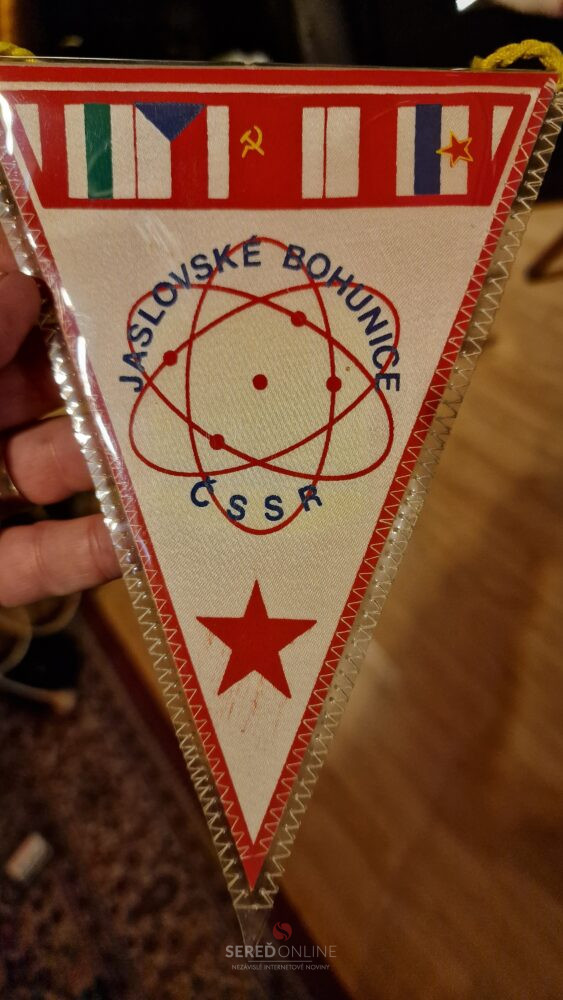 JASLOVSKÉ BOHUNICE
ČSSR
SEREĎONLINE
NEZÁVISLÉ INTERNETOVÉ NOVINY